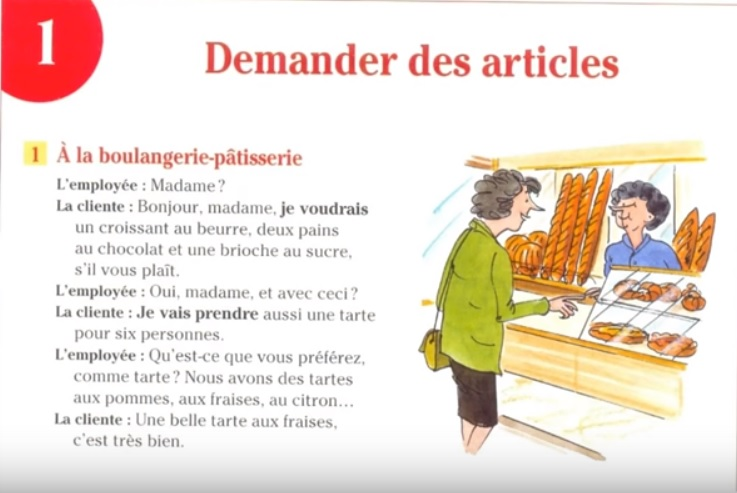 1
Demander des articles
1 À la boulangerie-pâtisserie
L'employée : Madame ?
La cliente : Bonjour, madame, je voudrais
un croissant au beurre, deux pains
au chocolat et une brioche au sucre,
s'il vous plaît.
L'employée : Oui, madame, et avec ceci ?
La cliente : Je vais prendre aussi une tarte
pour six personnes.
L'employée : Qu'est-ce que vous préférez,
comme tarte ? Nous avons des tartes
aux pommes, aux fraises, au citron...
La cliente : Une belle tarte aux fraises,
c'est très bien.